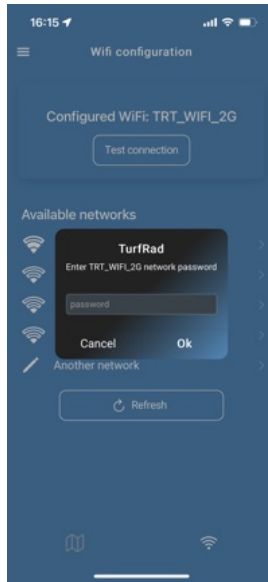 16:15
Wifi configuration
Configured WiFi: TRT_WIFI_2G
Test connection
Available networks
TurfRad
Enter TRT_WIFI_2G network password
password
Cancel
Ok
Another network
Refresh